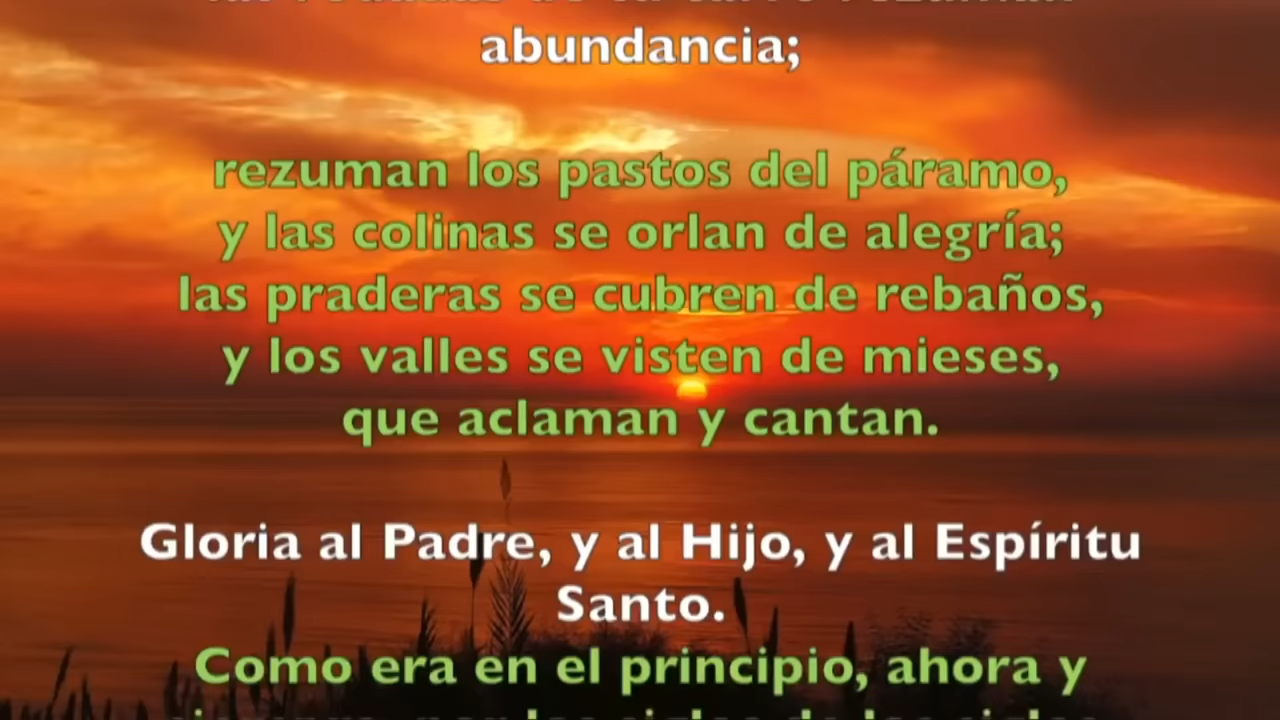 abundancia;
rezuman los pastos del páramo,
y las colinas se orlan de alegría;
las praderas se cubren de rebaños,
y los valles se visten de mieses,
que aclaman y cantan.
Gloria al Padre, y al Hijo, y al Espíritu
Santo.
Como era en el principio, ahora y